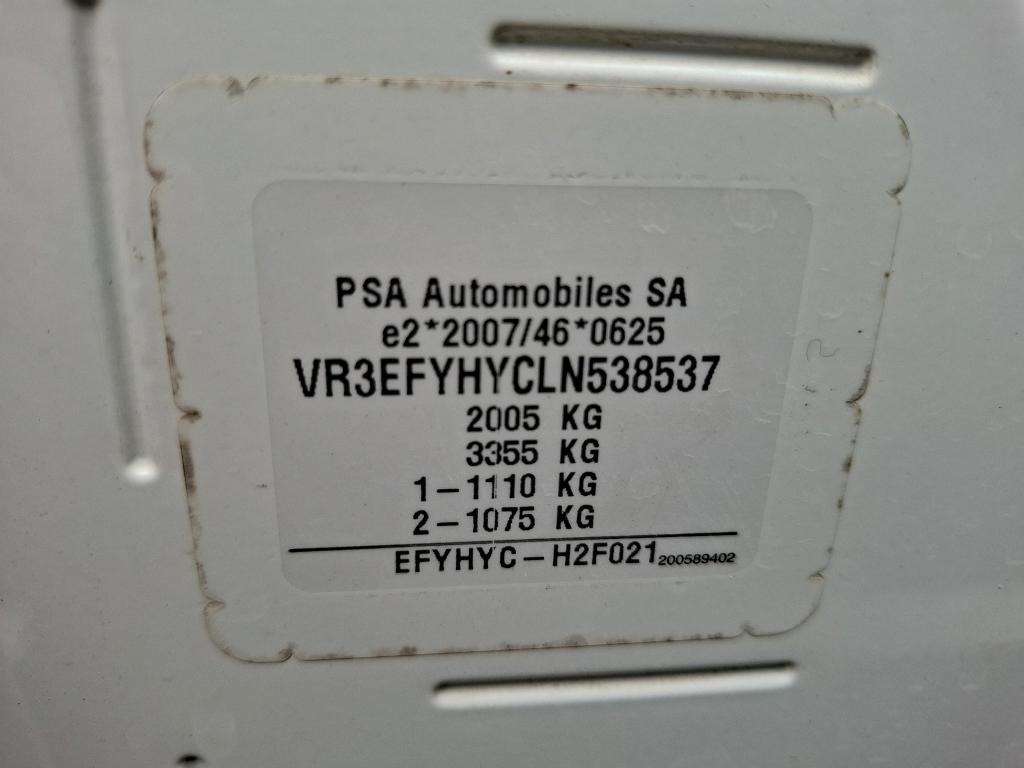 PSA Automobiles SA
e2*2007/46*0625
VR3EFYHYCLN538537
2005 KG
3355 KG
1-1110 KG
2-1075 KG
EFYHYC-H2F021 200589402